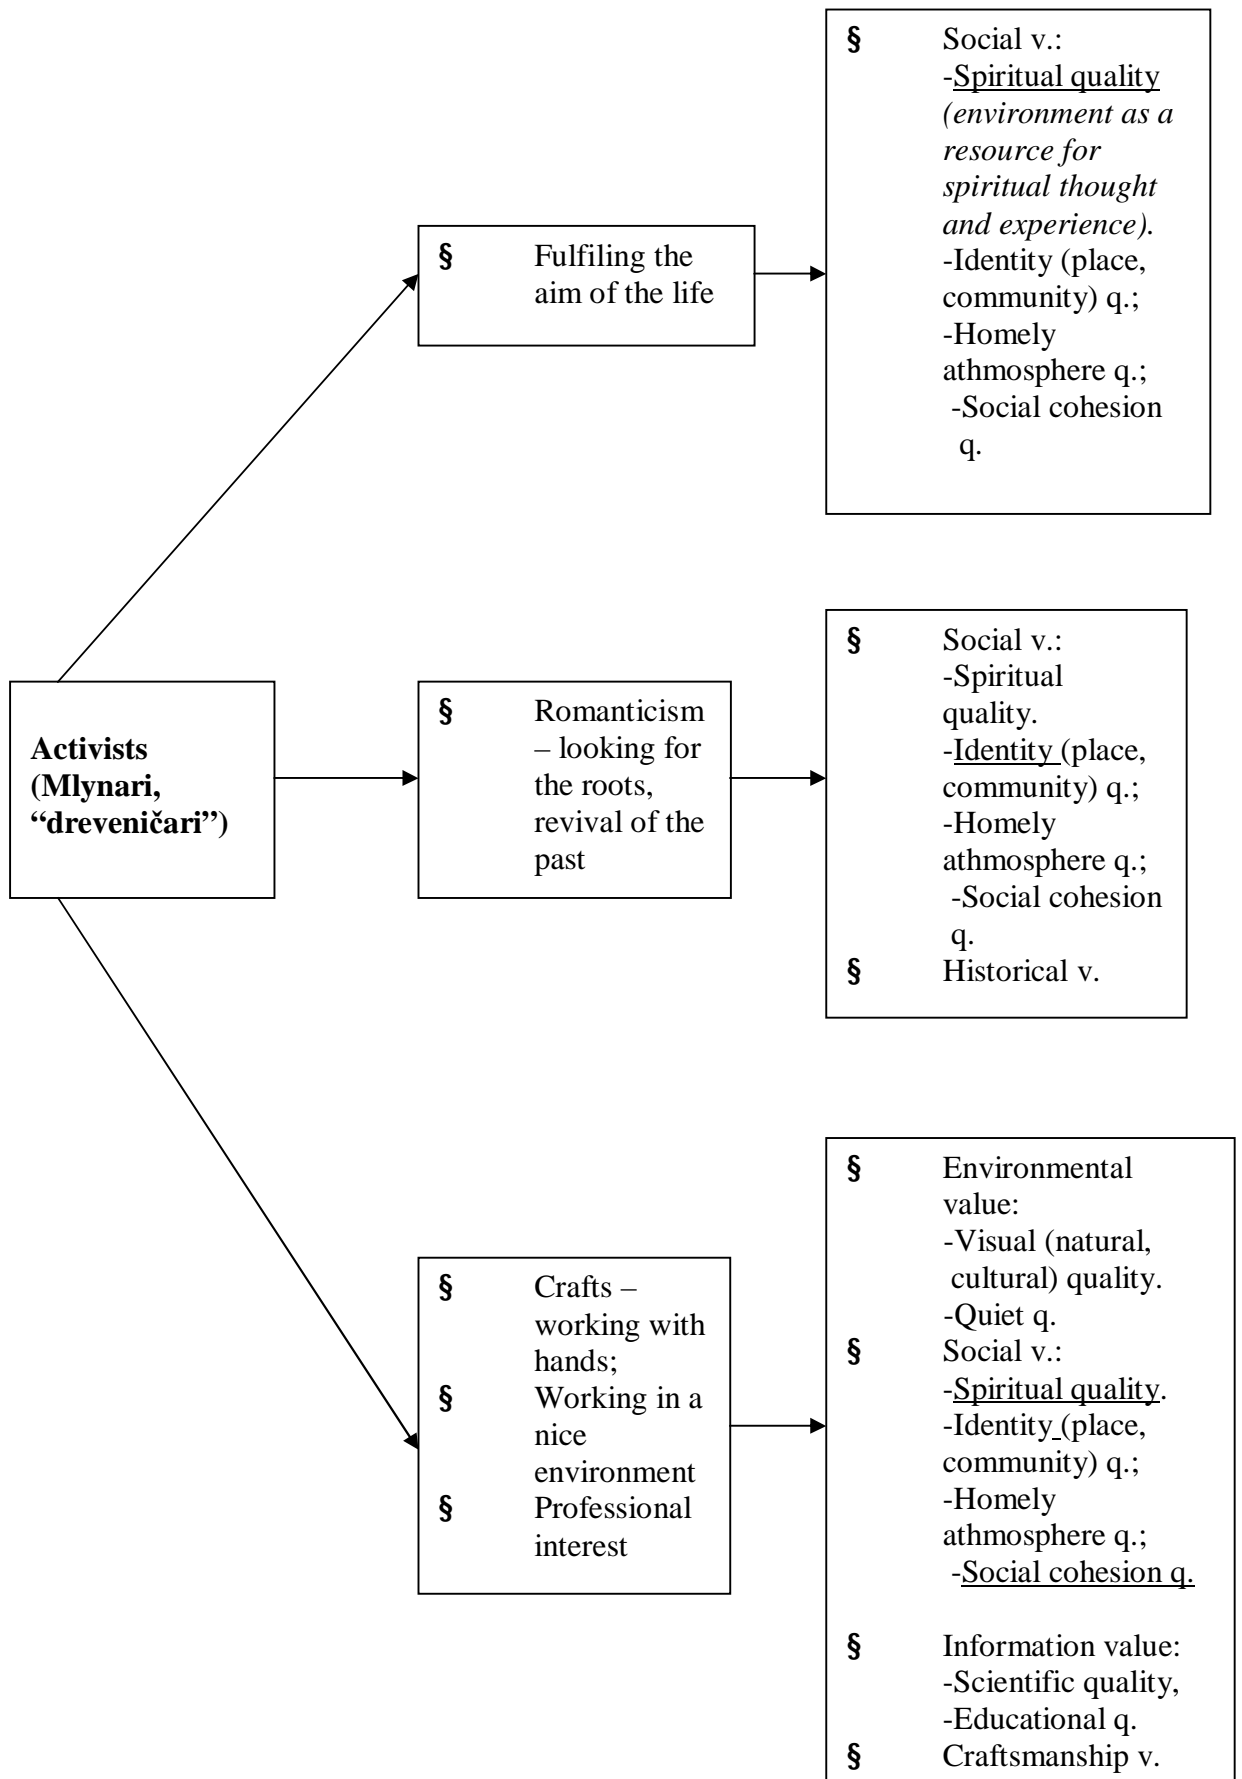 § Social v.:
-Spiritual quality
(environment as a
resource for
spiritual thought
and experience).
-Identity (place,
community) q.;
-Homely
athmosphere q.;
-Social cohesion
q.
§ Fulfiling the
aim of the life
Activists
(Mlynari,
“dreveničari”)
§ Romanticism
– looking for
the roots,
revival of the
past
§ Social v.:
-Spiritual
quality.
-Identity (place,
community) q.;
-Homely
athmosphere q.;
-Social cohesion
q.
§ Historical v.
§ Crafts –
working with
hands;
§ Working in a
nice
environment
§ Professional
interest
§ Environmental
value:
-Visual (natural,
cultural) quality.
-Quiet q.
§ Social v.:
-Spiritual quality.
-Identity (place,
community) q.;
-Homely
athmosphere q.;
-Social cohesion q.
§ Information value:
-Scientific quality,
-Educational q.
§ Craftsmanship v.